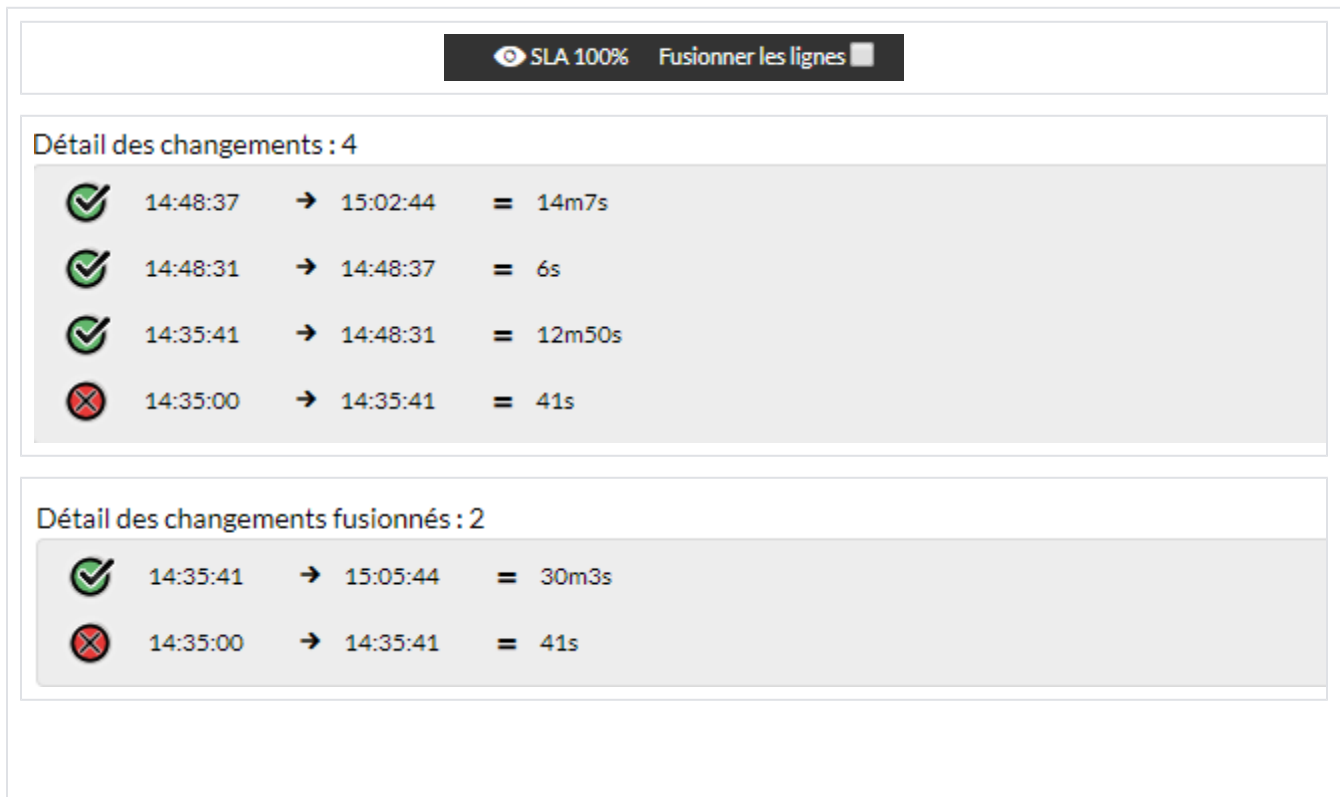 SLA 100% Fusionner les lignes
Détail des changements : 4
14:48:37 → 15:02:44 = 14m7s
14:48:31 → 14:48:37 = 6s
14:35:41 → 14:48:31 = 12m50s
14:35:00 → 14:35:41 = 41s
Détail des changements fusionnés : 2
14:35:41 → 15:05:44 = 30m3s
14:35:00 → 14:35:41 = 41s